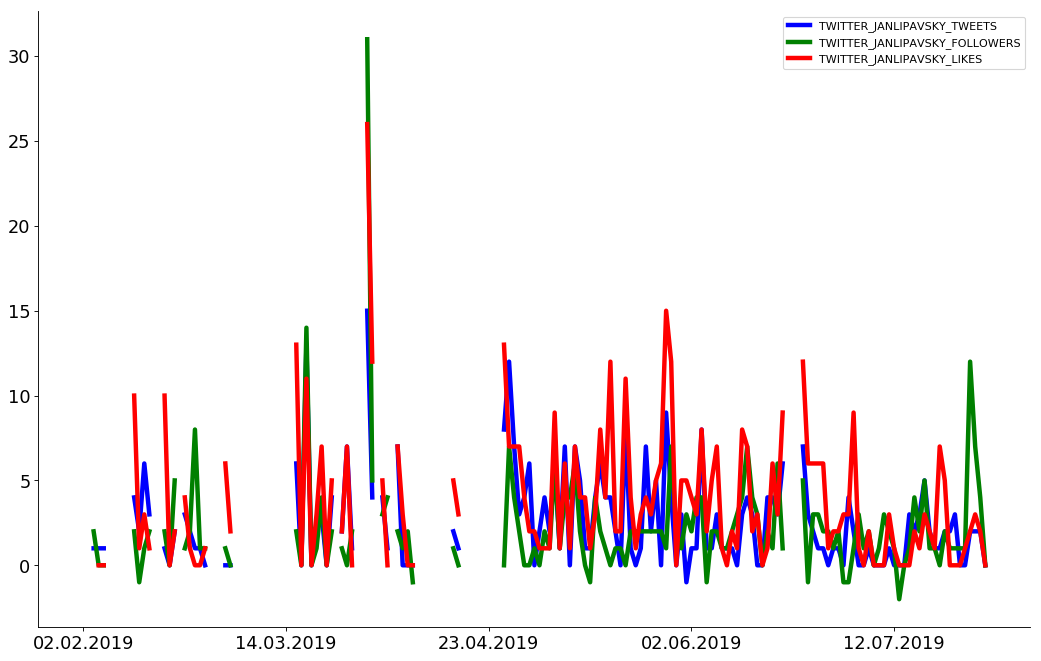 TWITTER_JANLIPAVSKY_TWEETS
TWITTER_JANLIPAVSKY_FOLLOWERS
TWITTER_JANLIPAVSKY_LIKES
30
25
20
15
10
5
0
02.02.2019 14.03.2019 23.04.2019 02.06.2019 12.07.2019